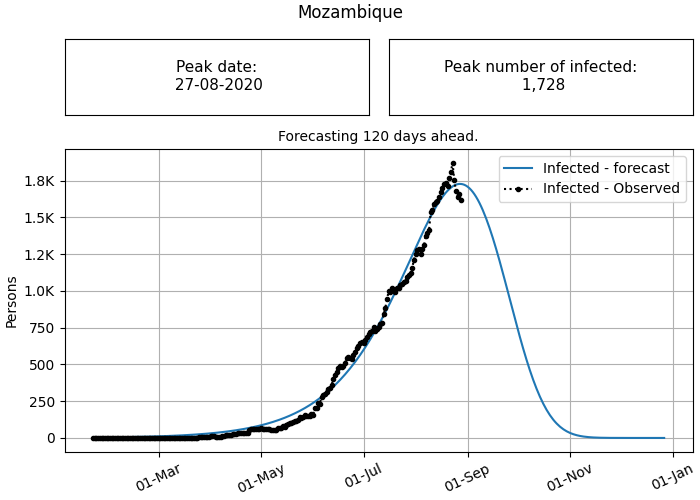 Mozambique
Peak date:
27-08-2020
Peak number of infected:
1,728
Forecasting 120 days ahead.
Infected - forecast
Infected - Observed
Persons
1.8K
1.5K
1.2K
1.0K
750
500
250
0
01-Mar
01-May
01-Jul
01-Sep
01-Nov
01-Jan